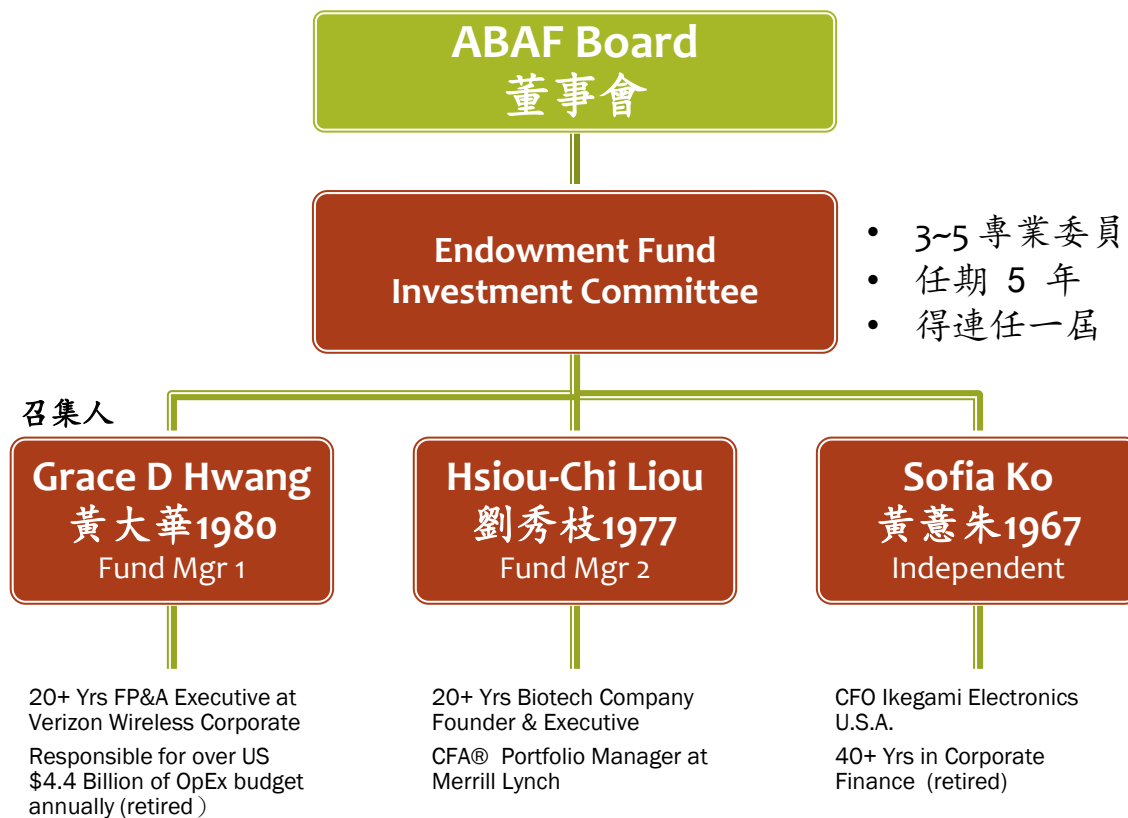 ABAF Board
董事會
Endowment Fund
Investment Committee
• 3~5 專業委員
• 任期 5 年
• 得連任一屆
召集人
Grace D Hwang
黃大華1980
Fund Mgr 1
Hsiou-Chi Liou
劉秀枝1977
Fund Mgr 2
Sofia Ko
黃薏朱1967
Independent
20+ Yrs FP&A Executive at
Verizon Wireless Corporate
Responsible for over US
$4.4 Billion of OpEx budget
annually (retired）
20+ Yrs Biotech Company
Founder & Executive
CFA® Portfolio Manager at
Merrill Lynch
CFO Ikegami Electronics
U.S.A.
40+ Yrs in Corporate
Finance (retired)